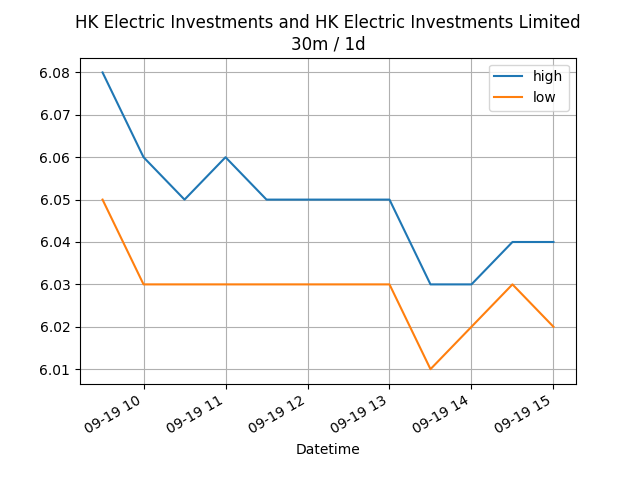 HK Electric Investments and HK Electric Investments Limited
30m / 1d
high
low
6.08
6.07
6.06
6.05
6.04
6.03
6.02
6.01
09-19 10
09-19 11
09-19 12
09-19 13
09-19 14
09-19 15
Datetime